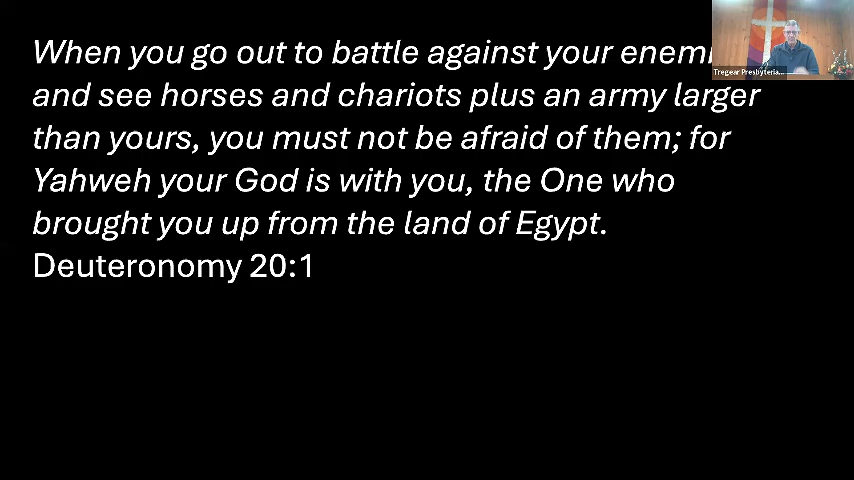 When you go out to battle against your enemi
and see horses and chariots plus an army larger
than yours, you must not be afraid of them; for
Yahweh your God is with you, the One who
brought you up from the land of Egypt.
Deuteronomy 20:1
Tregear Presbyteria...